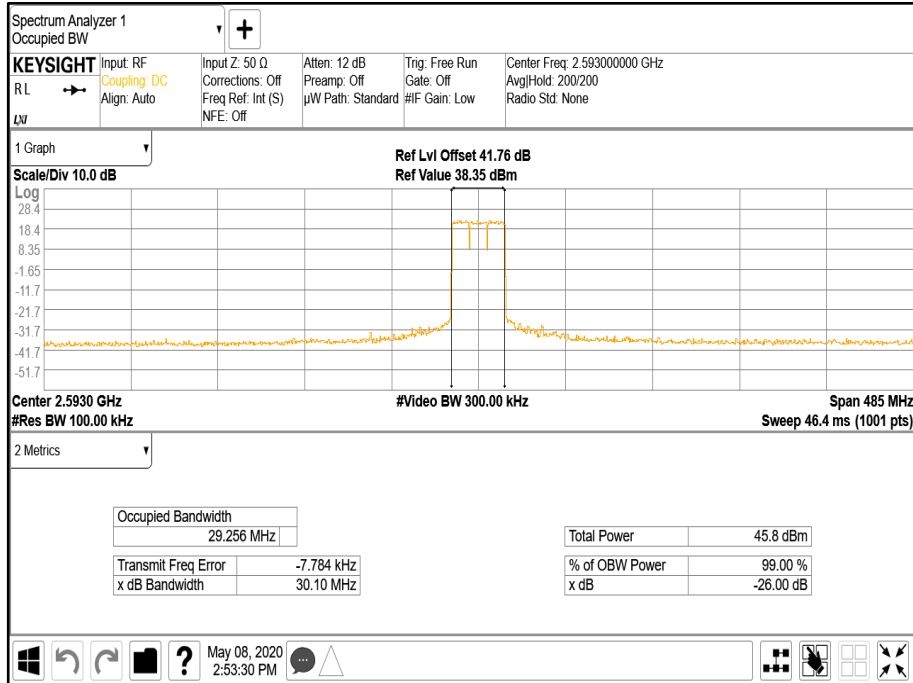 Spectrum Analyzer 1
Occupied BW
KEYSIGHT
RL
LXI
Input: RF
Coupling: DC
Align: Auto
Input Z: 50 Ω
Corrections: Off
Freq Ref: Int (S)
NFE: Off
Atten: 12 dB
Preamp: Off
µW Path: Standard
Trig: Free Run
Gate: Off
#IF Gain: Low
Center Freq: 2.593000000 GHz
Avg|Hold: 200/200
Radio Std: None
1 Graph
Scale/Div 10.0 dB
Ref Lvl Offset 41.76 dB
Ref Value 38.35 dBm
Log
28.4
18.4
8.35
-1.65
-11.7
-21.7
-31.7
-41.7
-51.7
Center 2.5930 GHz
#Video BW 300.00 kHz
Span 485 MHz
#Res BW 100.00 kHz
Sweep 46.4 ms (1001 pts)
2 Metrics
Occupied Bandwidth
29.256 MHz
Total Power 45.8 dBm
Transmit Freq Error -7.784 kHz
% of OBW Power 99.00 %
x dB Bandwidth 30.10 MHz
x dB -26.00 dB
?
May 08, 2020
2:53:30 PM